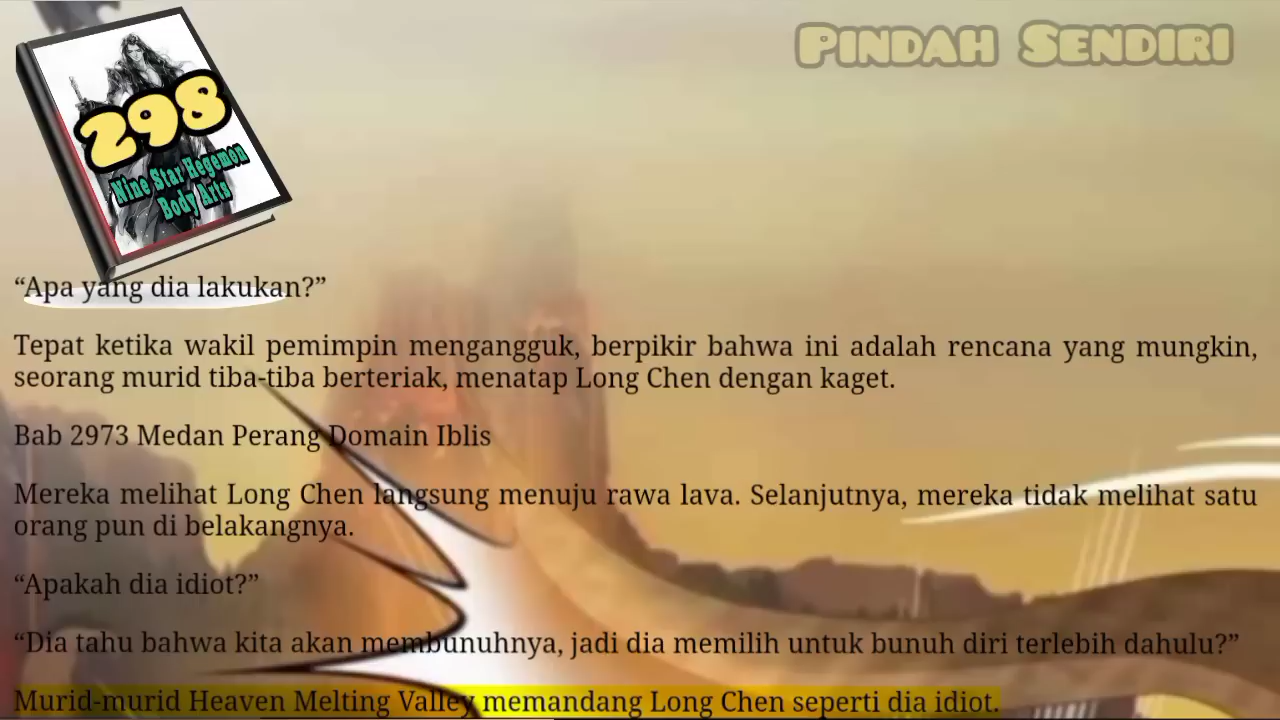 PINDAH SENDIRI
298
Nine Star Hegemon
Body Arts
“Apa yang dia lakukan?”
Tepat ketika wakil pemimpin mengangguk, berpikir bahwa ini adalah rencana yang mungkin,
seorang murid tiba-tiba berteriak, menatap Long Chen dengan kaget.
Bab 2973 Medan Perang Domain Iblis
Mereka melihat Long Chen langsung menuju rawa lava. Selanjutnya, mereka tidak melihat satu
orang pun di belakangnya.
“Apakah dia idiot?”
“Dia tahu bahwa kita akan membunuhnya, jadi dia memilih untuk bunuh diri terlebih dahulu?”
Murid-murid Heaven Melting Valley memandang Long Chen seperti dia idiot.